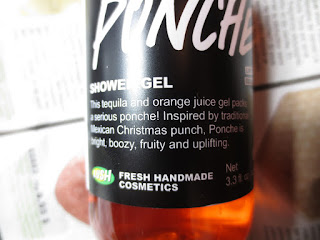 PONCHE
SHOWER GEL
This tequila and orange juice gel packs
a serious ponche! Inspired by traditional
Mexican Christmas punch, Ponche is
bright, boozy, fruity and uplifting.
FRESH HANDMADE
COSMETICS
Net
3.3 fl